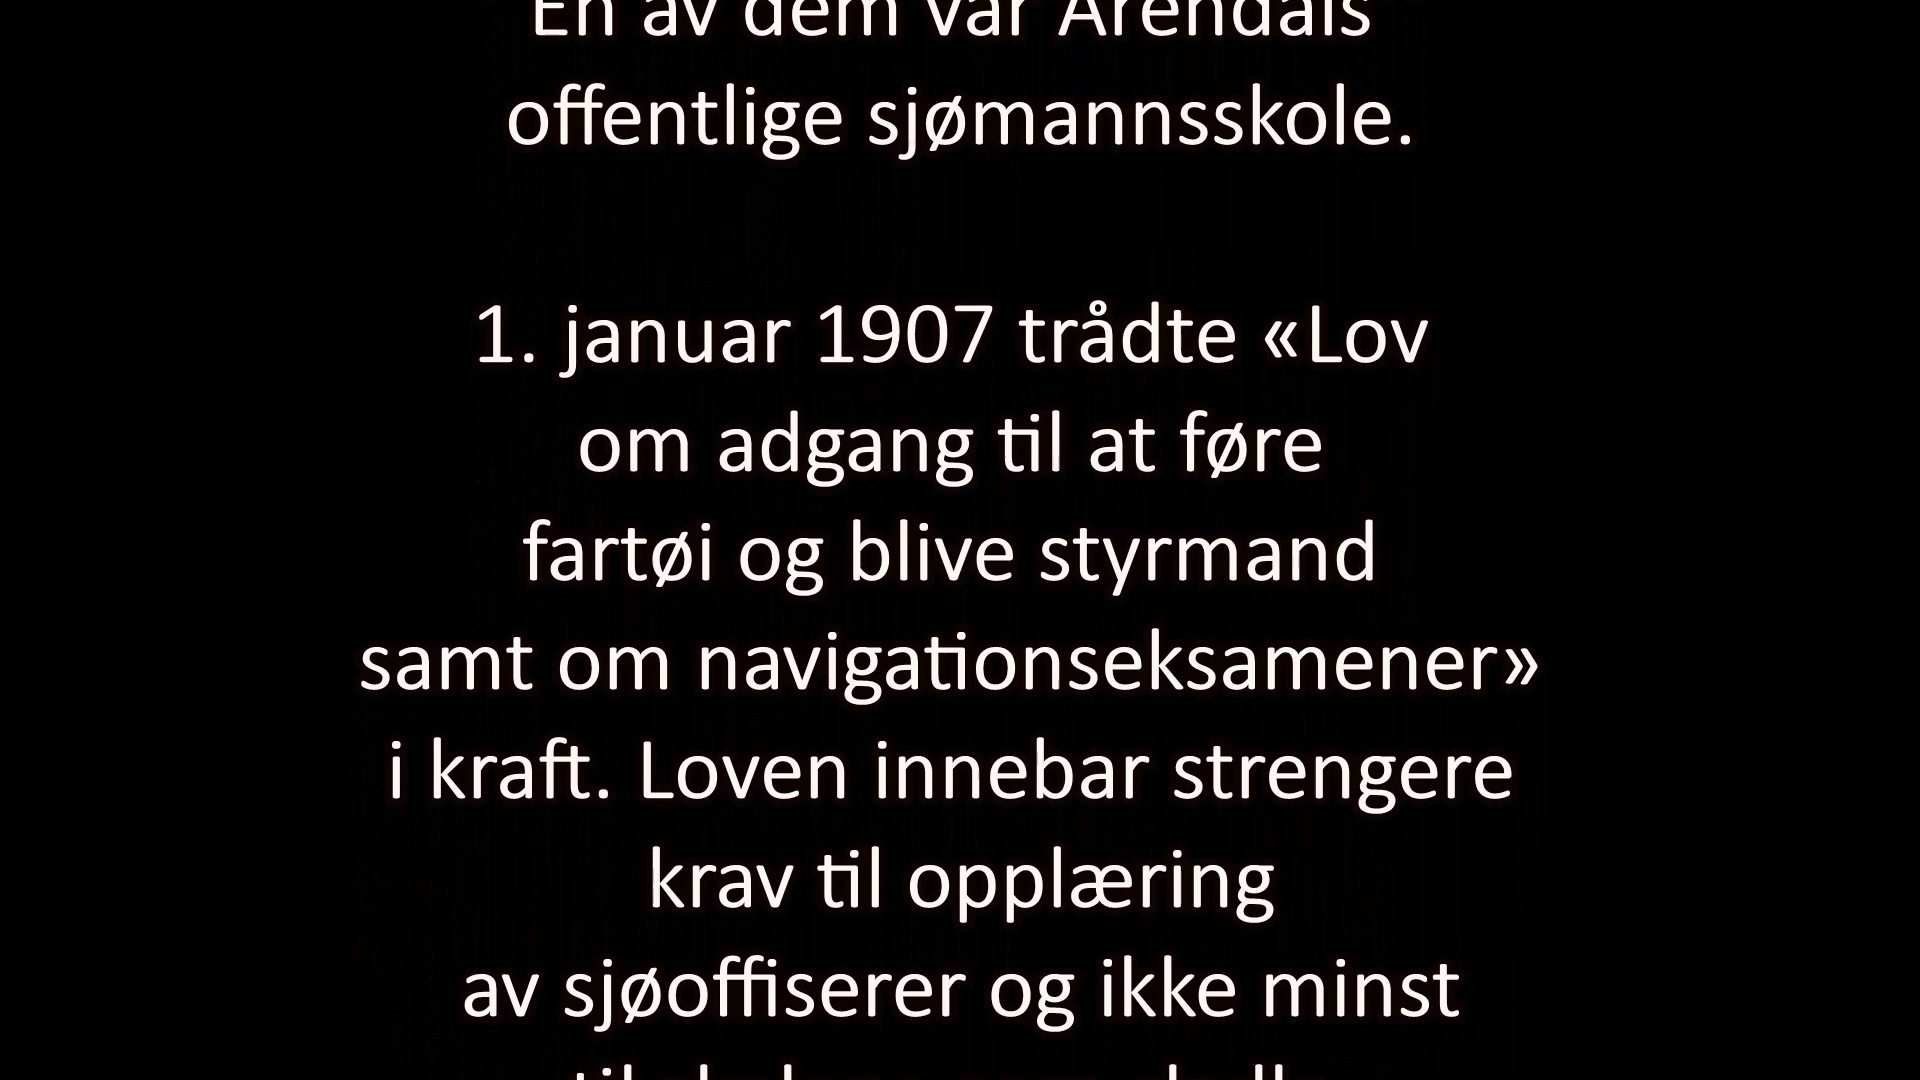 En av dem var Arendals
offentlige sjømannsskole.
1. januar 1907 trådte «Lov
om adgang til at føre
fartøi og blive styrmand
samt om navigationseksamener»
i kraft. Loven innebar strengere
krav til opplæring
av sjøoffiserer og ikke minst
til